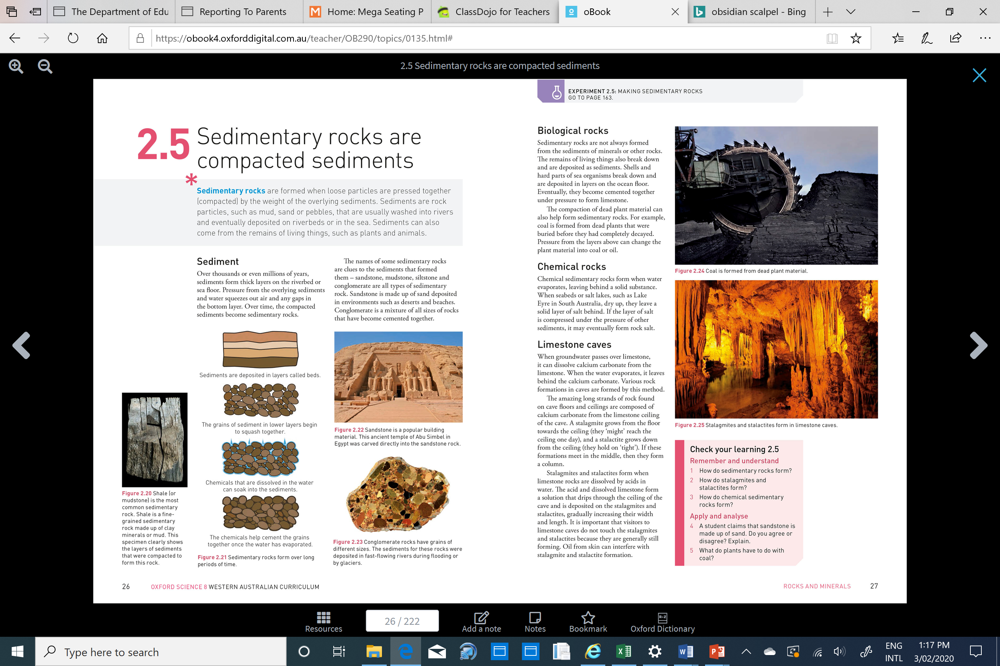 The Department of Edu
Reporting To Parents
Home: Mega Seating P
ClassDojo for Teachers
oBook
obsidian scalpel - Bing
https://obook4.oxforddigital.com.au/teacher/OB290/topics/0135.html#
2.5 Sedimentary rocks are compacted sediments
2.5 Sedimentary rocks are
compacted sediments
*
Sedimentary rocks are formed when loose particles are pressed together
(compacted) by the weight of the overlying sediments. Sediments are rock
particles, such as mud, sand or pebbles, that are usually washed into rivers
and eventually deposited on riverbeds or in the sea. Sediments can also
come from the remains of living things, such as plants and animals.
Sediment
Over thousands or even millions of years,
sediments form thick layers on the riverbed or
sea floor. Pressure from the overlying sediments
and water squeezes out air and any gaps in
the bottom layer. Over time, the compacted
sediments become sedimentary rocks.
Sediments are deposited in layers called beds.
The grains of sediment in lower layers begin
to squash together.
Chemicals that are dissolved in the water
can soak into the sediments.
The chemicals help cement the grains
together once the water has evaporated.
Figure 2.21 Sedimentary rocks form over long
periods of time.
Figure 2.20 Shale (or
mudstone) is the most
common sedimentary
rock. Shale is a fine-
grained sedimentary
rock made up of clay
minerals or mud. This
specimen clearly shows
the layers of sediments
that were compacted to
form this rock.
The names of some sedimentary rocks
are clues to the sediments that formed
them – sandstone, mudstone, siltstone and
conglomerate are all types of sedimentary
rock. Sandstone is made up of sand deposited
in environments such as deserts and beaches.
Conglomerate is a mixture of all sizes of rocks
that have become cemented together.
Figure 2.22 Sandstone is a popular building
material. This ancient temple of Abu Simbel in
Egypt was carved directly into the sandstone rock.
Figure 2.23 Conglomerate rocks have grains of
different sizes. The sediments for these rocks were
deposited in fast-flowing rivers during flooding or
by glaciers.
26
OXFORD SCIENCE 8 WESTERN AUSTRALIAN CURRICULUM
EXPERIMENT 2.5: MAKING SEDIMENTARY ROCKS
GO TO PAGE 163.
Biological rocks
Sedimentary rocks are not always formed
from the sediments of minerals or other rocks.
The remains of living things also break down
and are deposited as sediments. Shells and
hard parts of sea organisms break down and
are deposited in layers on the ocean floor.
Eventually, they become cemented together
under pressure to form limestone.
The compaction of dead plant material can
also help form sedimentary rocks. For example,
coal is formed from dead plants that were
buried before they had completely decayed.
Pressure from the layers above can change the
plant material into coal or oil.
Chemical rocks
Chemical sedimentary rocks form when water
evaporates, leaving behind a solid substance.
When seabeds or salt lakes, such as Lake
Eyre in South Australia, dry up, they leave a
solid layer of salt behind. If the layer of salt
is compressed under the pressure of other
sediments, it may eventually form rock salt.
Limestone caves
When groundwater passes over limestone,
it can dissolve calcium carbonate from the
limestone. When the water evaporates, it leaves
behind the calcium carbonate. Various rock
formations in caves are formed by this method.
The amazing long strands of rock found
on cave floors and ceilings are composed of
calcium carbonate from the limestone ceiling
of the cave. A stalagmite grows from the floor
towards the ceiling (they ‘might’ reach the
ceiling one day), and a stalactite grows down
from the ceiling (they hold on ‘tight’). If these
formations meet in the middle, then they form
a column.
Stalagmites and stalactites form when
limestone rocks are dissolved by acids in
water. The acid and dissolved limestone form
a solution that drips through the ceiling of the
cave and is deposited on the stalagmites and
stalactites, gradually increasing their width
and length. It is important that visitors to
limestone caves do not touch the stalagmites
and stalactites because they are generally still
forming. Oil from skin can interfere with
stalagmite and stalactite formation.
Figure 2.24 Coal is formed from dead plant material.
Figure 2.25 Stalagmites and stalactites form in limestone caves.
Check your learning 2.5
Remember and understand
1 How do sedimentary rocks form?
2 How do stalagmites and
stalactites form?
3 How do chemical sedimentary
rocks form?
Apply and analyse
4 A student claims that sandstone is
made up of sand. Do you agree or
disagree? Explain.
5 What do plants have to do with
coal?
ROCKS AND MINERALS
27
Resources
26 / 222
Add a note
Notes
Bookmark
Oxford Dictionary
Type here to search
ENG
INTL
1:17 PM
3/02/2020